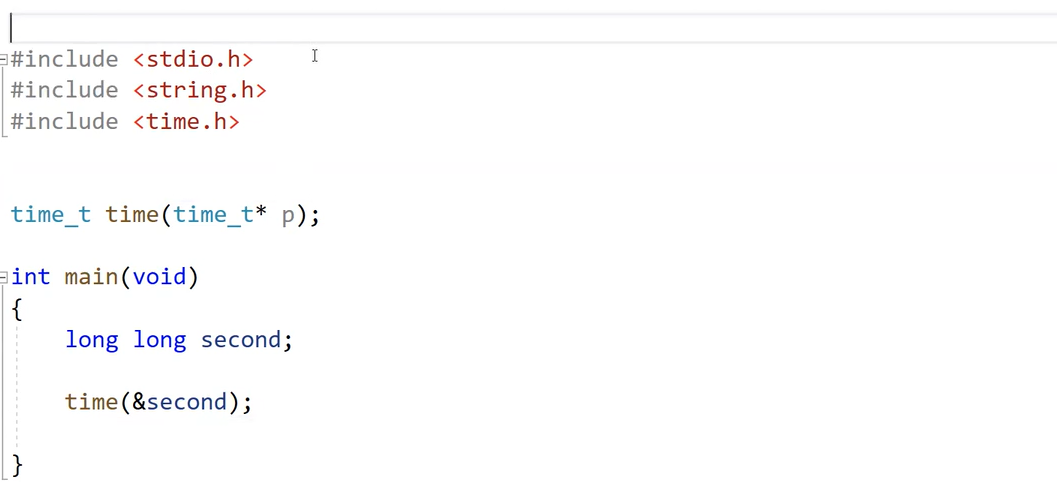 #include <stdio.h>
#include <string.h>
#include <time.h>
time_t time(time_t* p);
int main(void)
{
long long second;
time(&second);
}